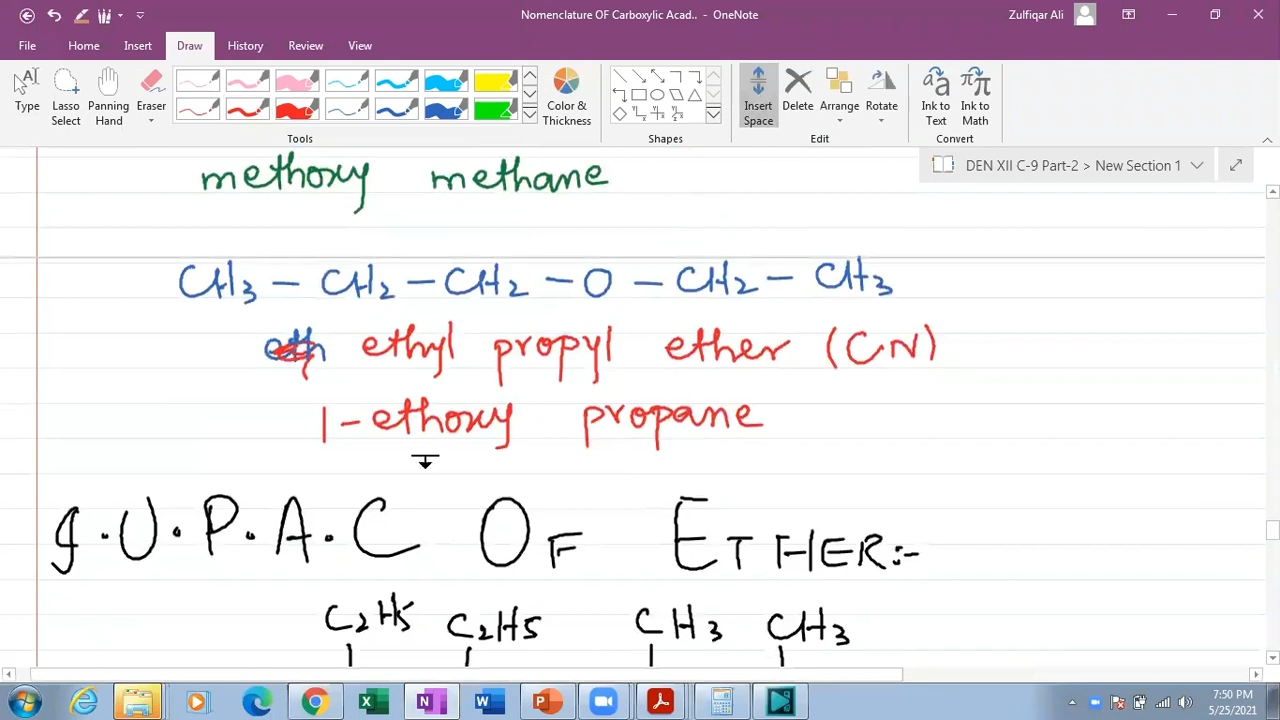 Nomenclature OF Carboxylic Acad.. - OneNote
Zulfiqar Ali
File Home Insert Draw History Review View
Type
Lasso Select
Panning Hand
Eraser
Color & Thickness
Insert Space
Delete
Arrange
Rotate
Ink to Text
Ink to Math
Tools
Shapes
Edit
Convert
DEN XII C-9 Part-2 > New Section 1
methoxy methane
CH3 - CH2 - CH2 - O - CH2 - CH3
eth ethyl propyl ether (CN)
1-ethoxy propane
I.U.P.A.C OF ETHER:-
C2H5 C2H5 CH3 CH3
7:50 PM
5/25/2021